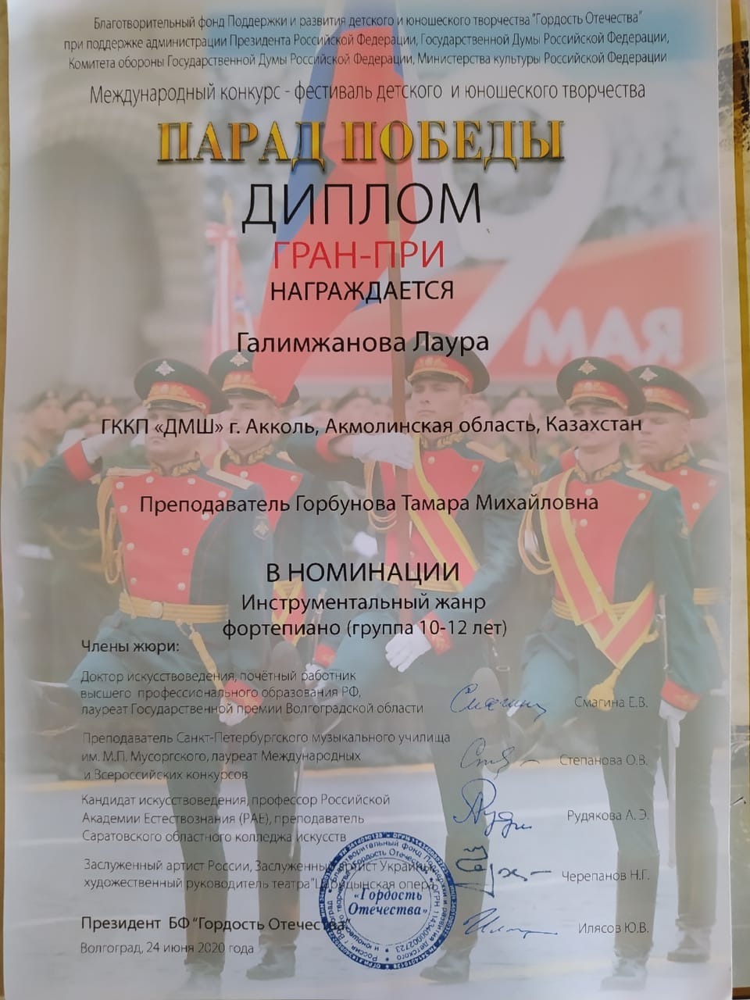 Благотворительный фонд Поддержки и развития детского и юношеского творчества "Гордость Отечества"
при поддержке администрации Президента Российской Федерации, Государственной Думы Российской Федерации,
Комитета обороны Государственной Думы Российской Федерации, Министерства культуры Российской Федерации
Международный конкурс - фестиваль детского и юношеского творчества
ПАРАД ПОБЕДЫ
ДИПЛОМ
ГРАН-ПРИ
НАГРАЖДАЕТСЯ
Галимжанова Лаура
ГККП «ДМШ» г. Акколь, Акмолинская область, Казахстан
Преподаватель Горбунова Тамара Михайловна
В НОМИНАЦИИ
Инструментальный жанр
фортепиано (группа 10-12 лет)
Члены жюри:
Доктор искусствоведения, почётный работник
высшего профессионального образования РФ,
лауреат Государственной премии Волгоградской области
Смагина Е.В.
Преподаватель Санкт-Петербургского музыкального училища
им. М.П. Мусоргского, лауреат Международных
и Всероссийских конкурсов
Степанова О.В.
Кандидат искусствоведения, профессор Российской
Академии Естествознания (РАЕ), преподаватель
Саратовского областного колледжа искусств
Рудякова А. Э.
Заслуженный артист России, Заслуженный артист Украины,
художественный руководитель театра "Царицынская опера"
Черепанов Н.Г.
Президент БФ "Гордость Отечества"
Илясов Ю.В.
Волгоград, 24 июня 2020 года
«Гордость
Отечества»